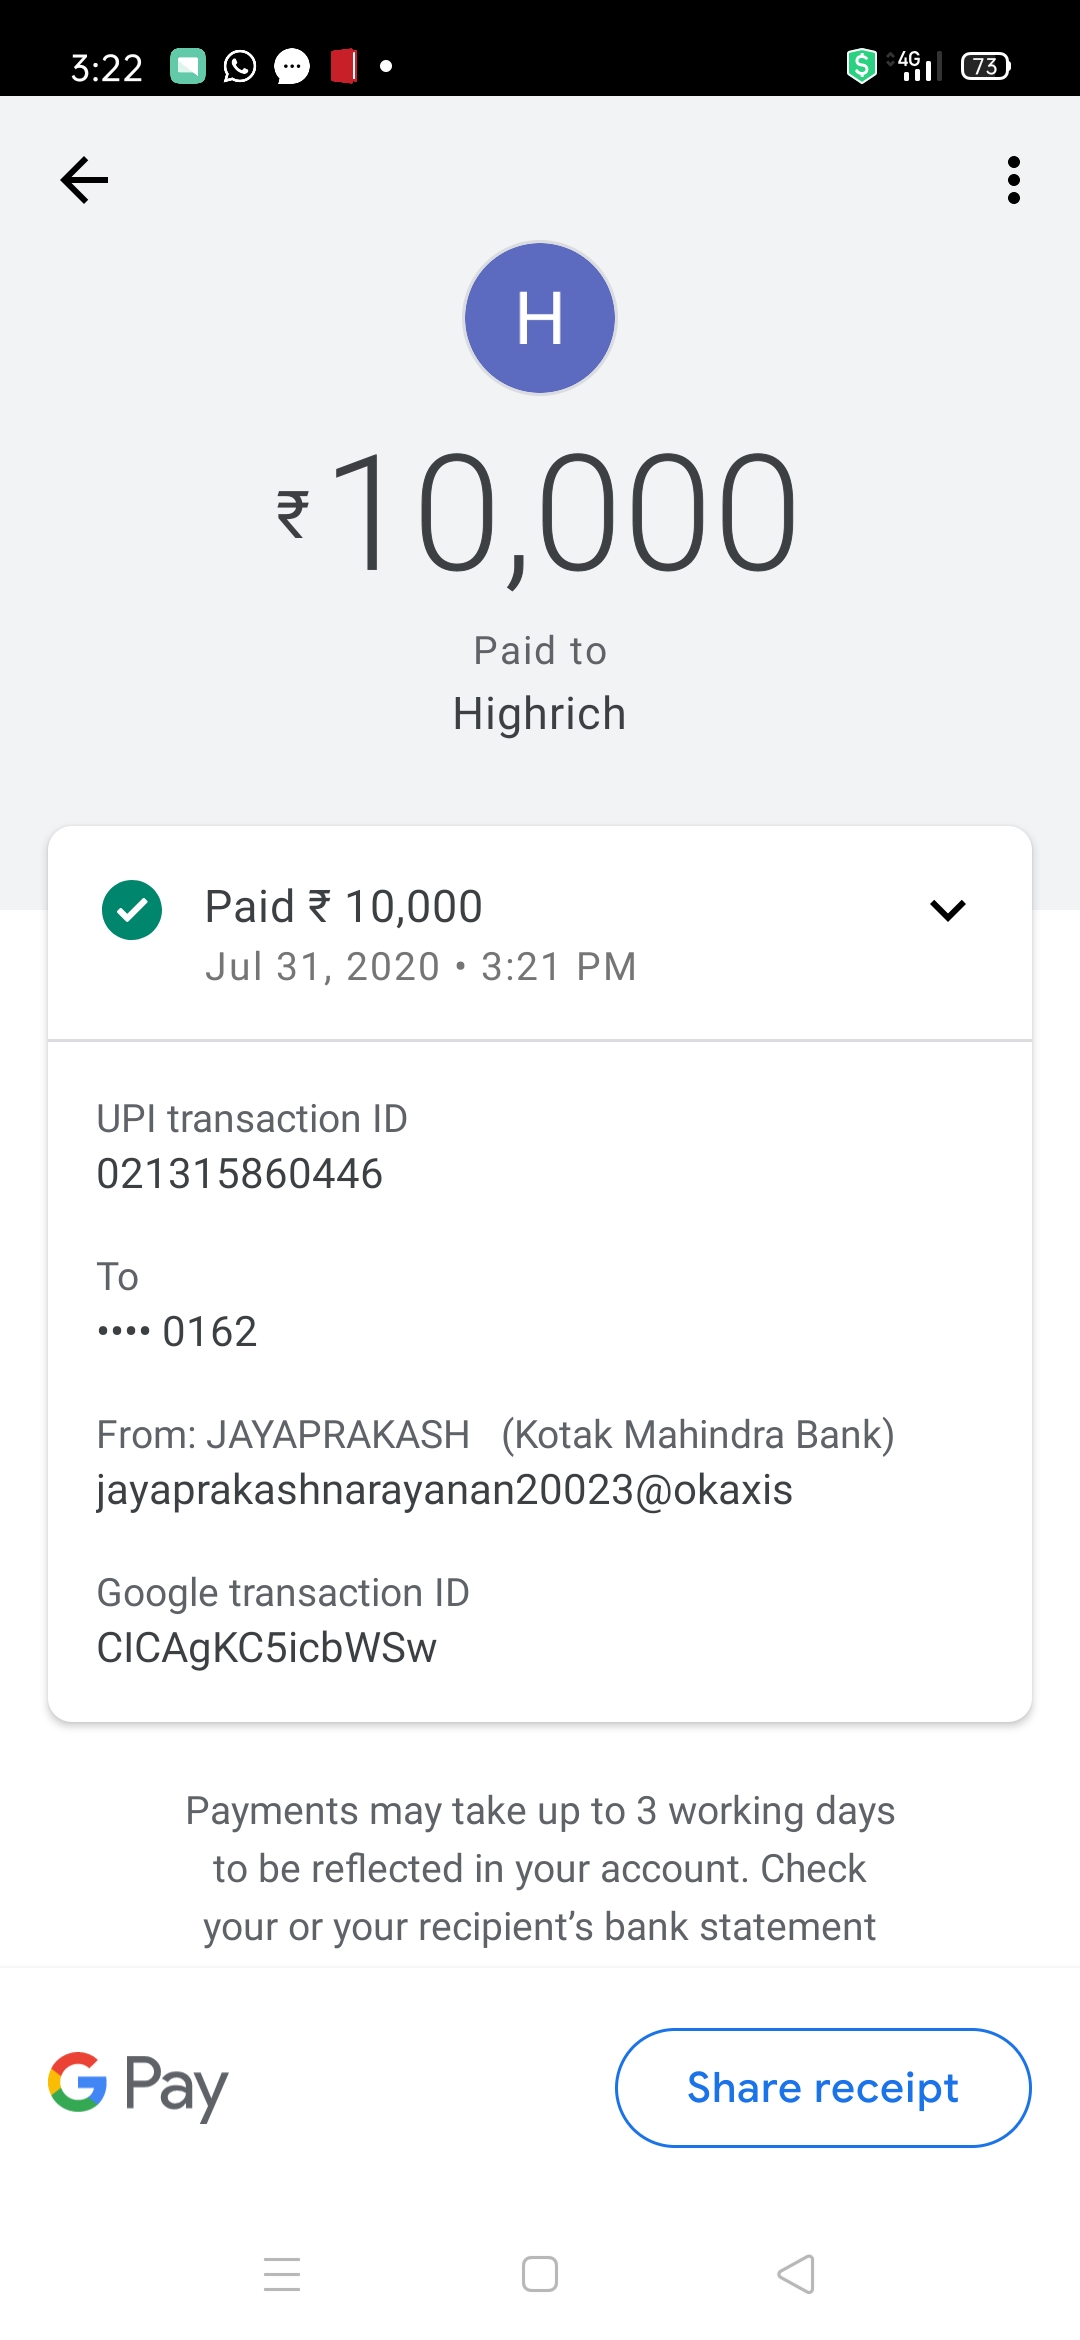 3:22
4G
73
H
₹10,000
Paid to
Highrich
Paid ₹ 10,000
Jul 31, 2020 • 3:21 PM
UPI transaction ID
021315860446
To
•••• 0162
From: JAYAPRAKASH (Kotak Mahindra Bank)
jayaprakashnarayanan20023@okaxis
Google transaction ID
CICAgKC5icbWSw
Payments may take up to 3 working days
to be reflected in your account. Check
your or your recipient's bank statement
G Pay
Share receipt